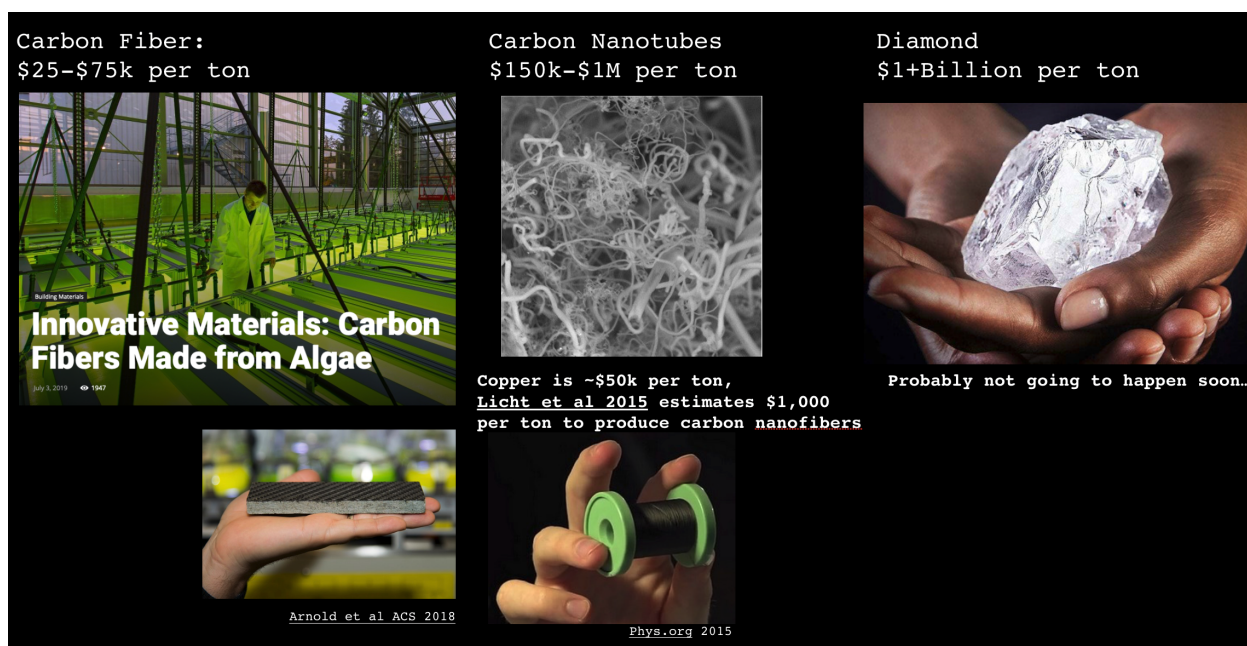 Carbon Fiber:
$25-$75k per ton
Building Materials
Innovative Materials: Carbon
Fibers Made from Algae
July 3, 2019 1947
Arnold et al ACS 2018
Carbon Nanotubes
$150k-$1M per ton
Copper is ~$50k per ton,
Licht et al 2015 estimates $1,000
per ton to produce carbon nanofibers
Phys.org 2015
Diamond
$1+Billion per ton
Probably not going to happen soon…